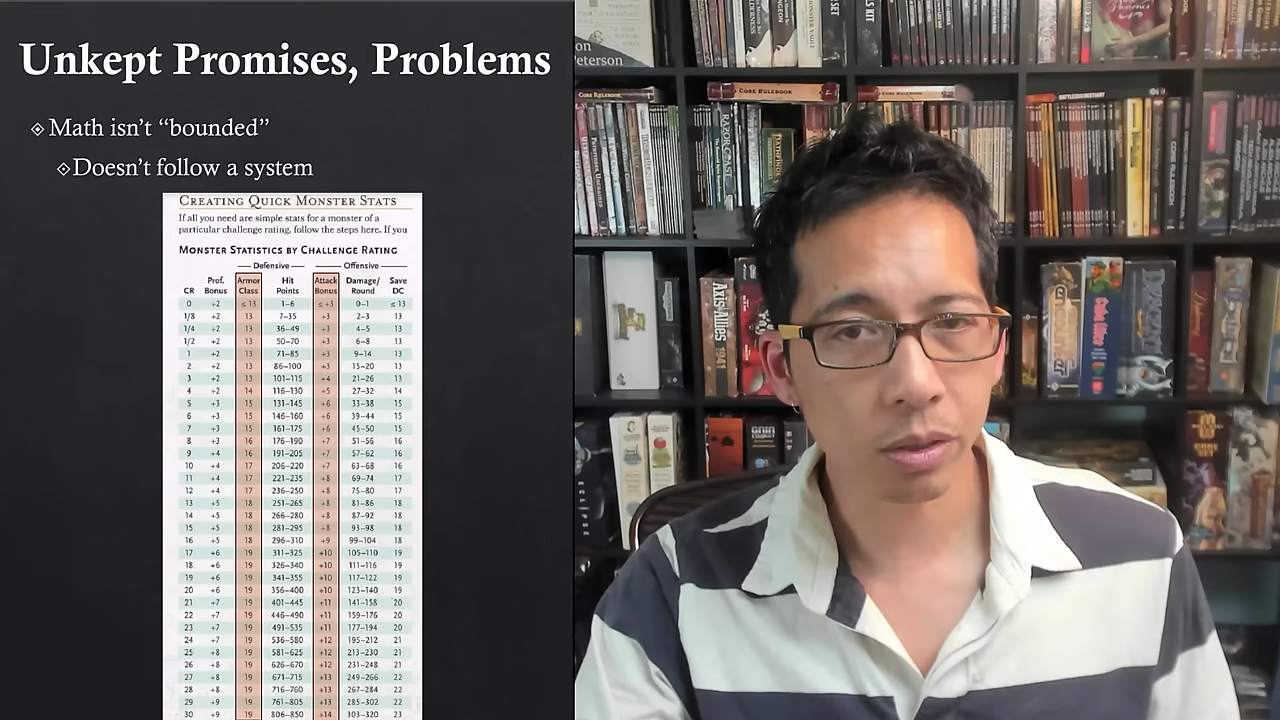 Unkept Promises, Problems
Math isn't “bounded”
Doesn't follow a system
CREATING QUICK MONSTER STATS
If all you need are simple stats for a monster of a
particular challenge rating, follow the steps here. If you
MONSTER STATISTICS BY CHALLENGE RATING
Defensive Offensive
Prof. Armor Hit Attack Damage/ Save
CR Bonus Class Points Bonus Round DC
0 +2 ≤ 13 1–6 ≤ +3 0–1 ≤ 13
1/8 +2 13 7–35 +3 2–3 13
1/4 +2 13 36–49 +3 4–5 13
1/2 +2 13 50–70 +3 6–8 13
1 +2 13 71–85 +3 9–14 13
2 +2 13 86–100 +3 15–20 13
3 +2 13 101–115 +4 21–26 13
4 +2 14 116–130 +5 27–32 14
5 +3 15 131–145 +6 33–38 15
6 +3 15 146–160 +6 39–44 15
7 +3 15 161–175 +6 45–50 15
8 +3 16 176–190 +7 51–56 16
9 +4 16 191–205 +7 57–62 16
10 +4 17 206–220 +7 63–68 16
11 +4 17 221–235 +8 69–74 17
12 +4 17 236–250 +8 75–80 17
13 +5 18 251–265 +8 81–86 18
14 +5 18 266–280 +8 87–92 18
15 +5 18 281–295 +8 93–98 18
16 +5 18 296–310 +9 99–104 18
17 +6 19 311–325 +10 105–110 19
18 +6 19 326–340 +10 111–116 19
19 +6 19 341–355 +10 117–122 19
20 +6 19 356–400 +10 123–140 19
21 +7 19 401–445 +11 141–158 20
22 +7 19 446–490 +11 159–176 20
23 +7 19 491–535 +11 177–194 20
24 +7 19 536–580 +12 195–212 21
25 +8 19 581–625 +12 213–230 21
26 +8 19 626–670 +12 231–248 21
27 +8 19 671–715 +13 249–266 22
28 +8 19 716–760 +13 267–284 22
29 +9 19 761–805 +13 285–302 22
30 +9 19 806–850 +14 303–320 23
Peterson
CORE RULEBOOK
Axis & Allies
1941